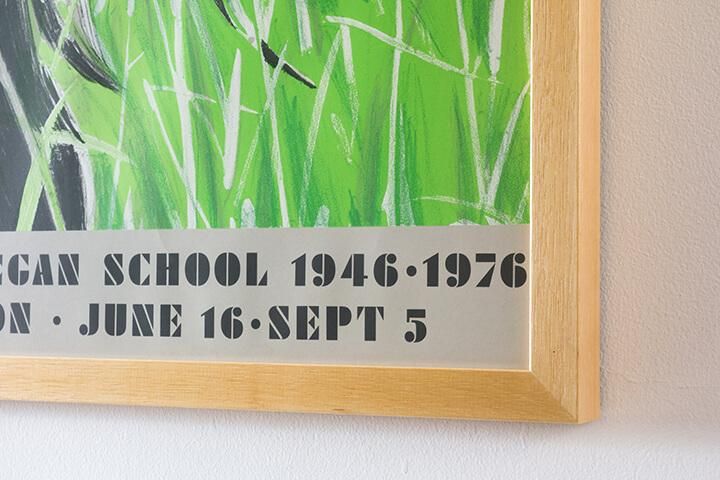 EGAN SCHOOL 1946·1976
ON · JUNE 16·SEPT 5